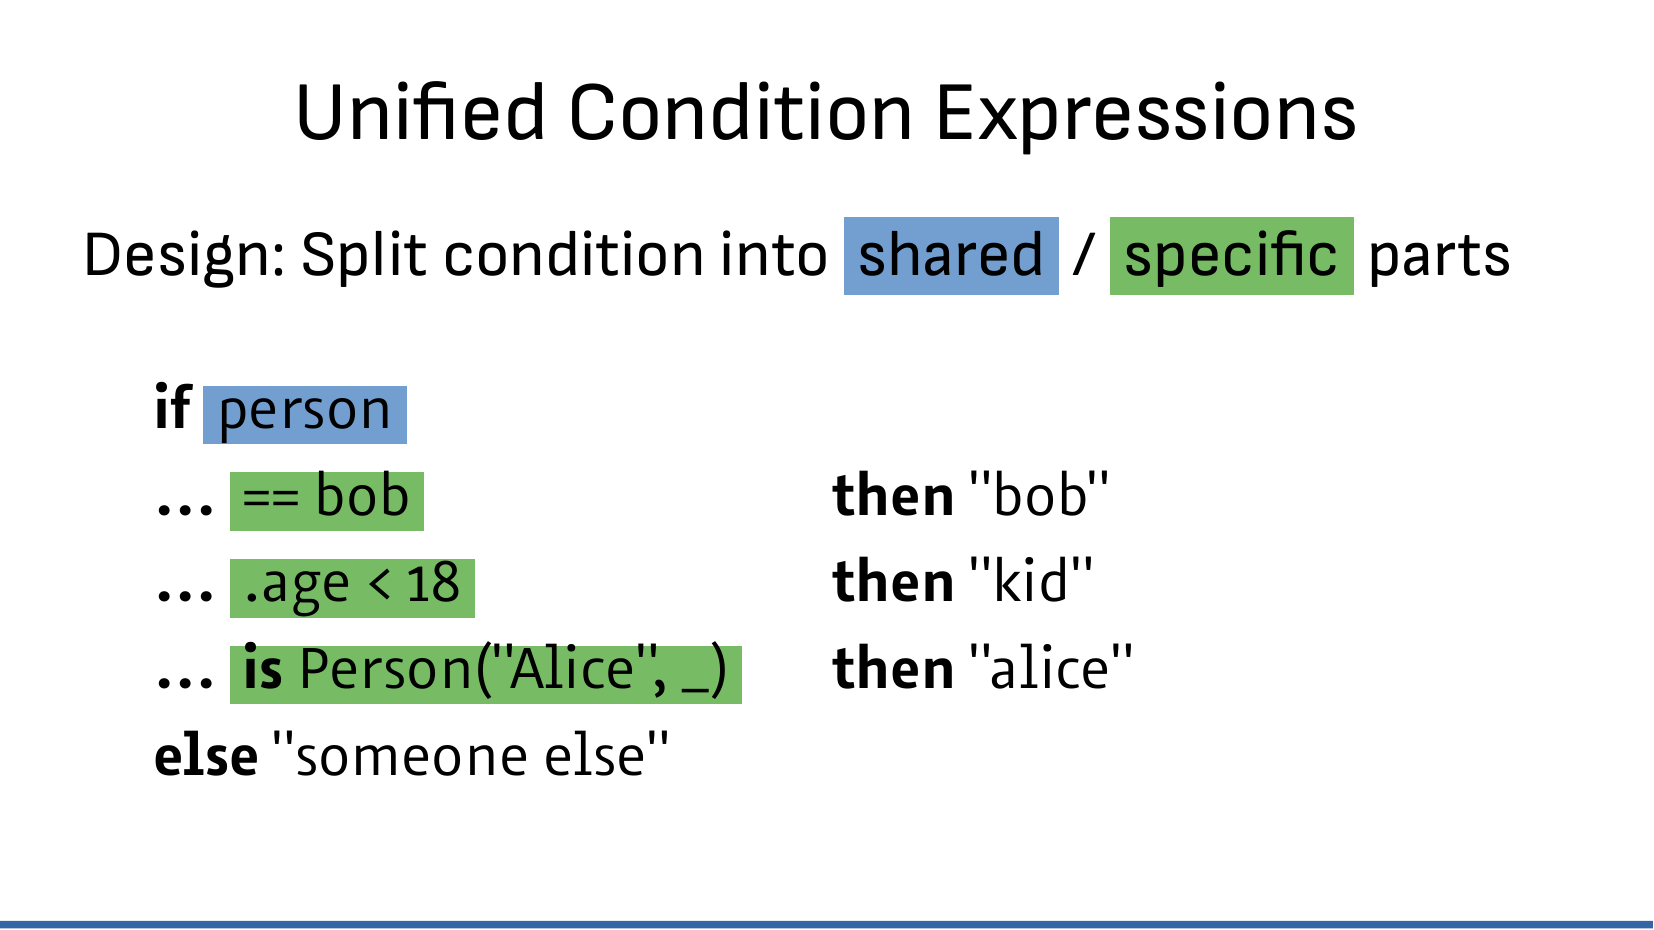 Unified Condition Expressions
Design: Split condition into shared / specific parts
if person
... == bob then "bob"
... .age < 18 then "kid"
... is Person("Alice", _) then "alice"
else "someone else"